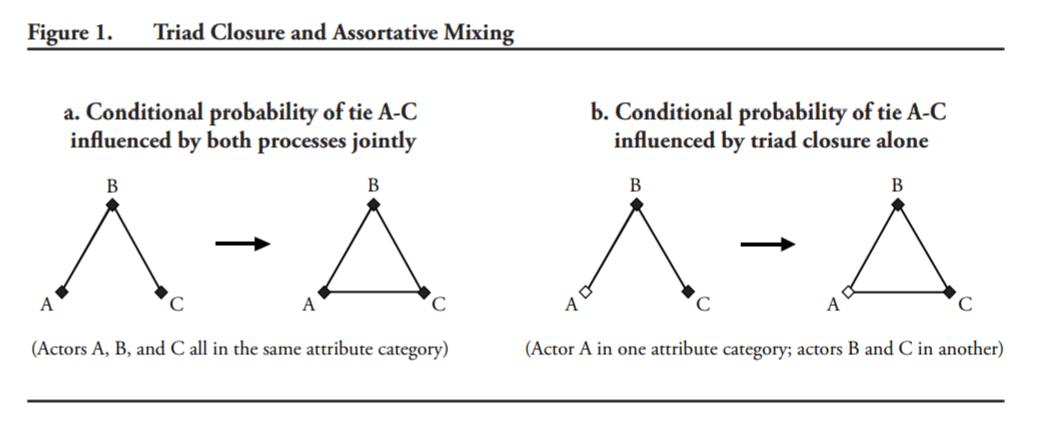 Figure 1. Triad Closure and Assortative Mixing
a. Conditional probability of tie A-C
influenced by both processes jointly
B
A
C
B
A
C
(Actors A, B, and C all in the same attribute category)
b. Conditional probability of tie A-C
influenced by triad closure alone
B
A
C
B
A
C
(Actor A in one attribute category; actors B and C in another)